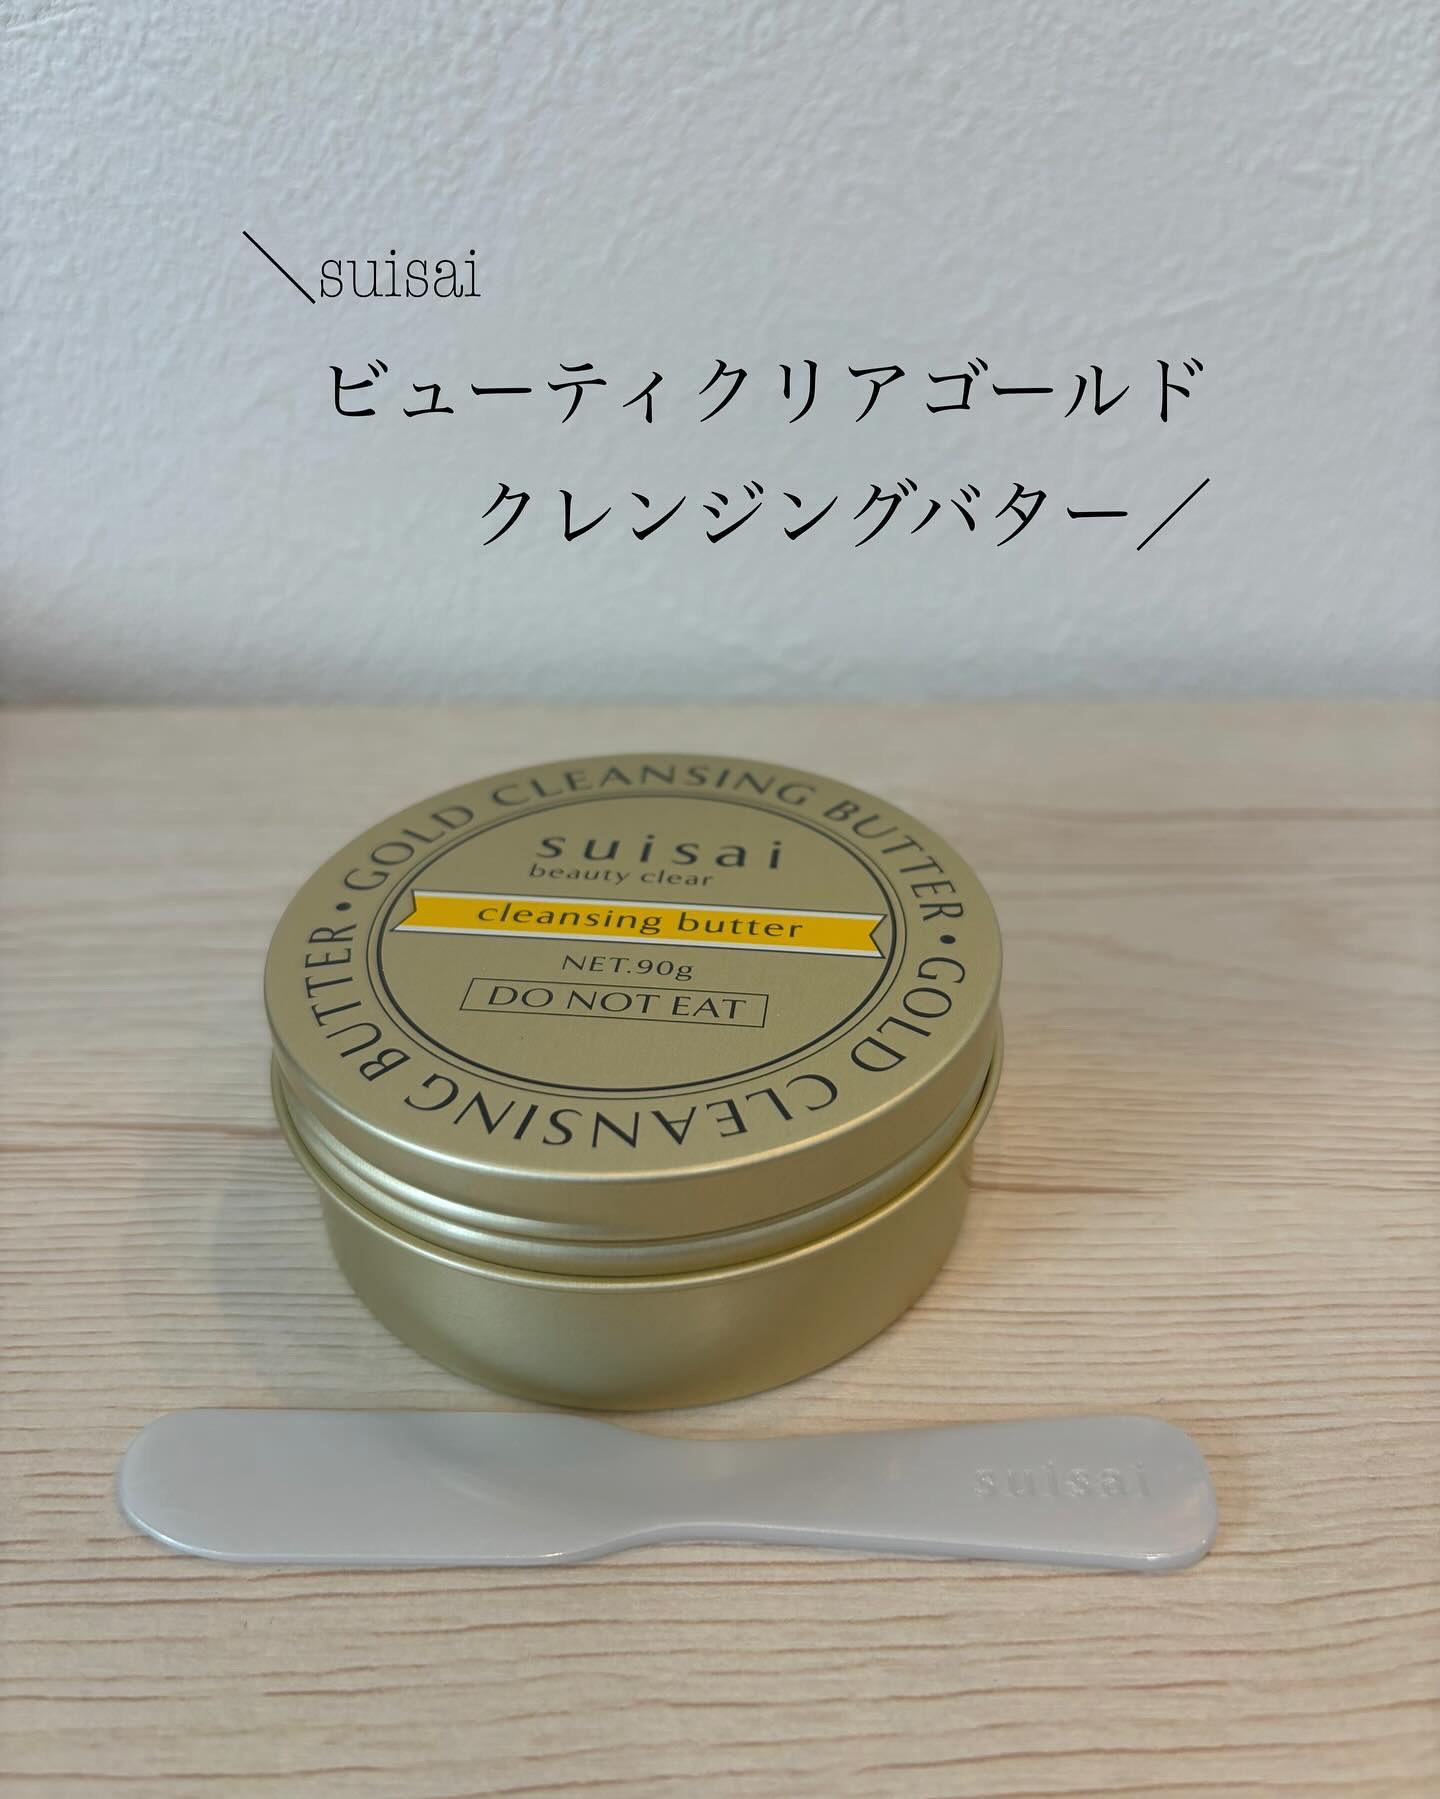 ＼suisai
ビューティクリアゴールド
クレンジングバター／
GOLD CLEANSING BUTTER • GOLD CLEANSING BUTTER •
suisai
beauty clear
cleansing butter
NET.90g
DO NOT EAT
suisai